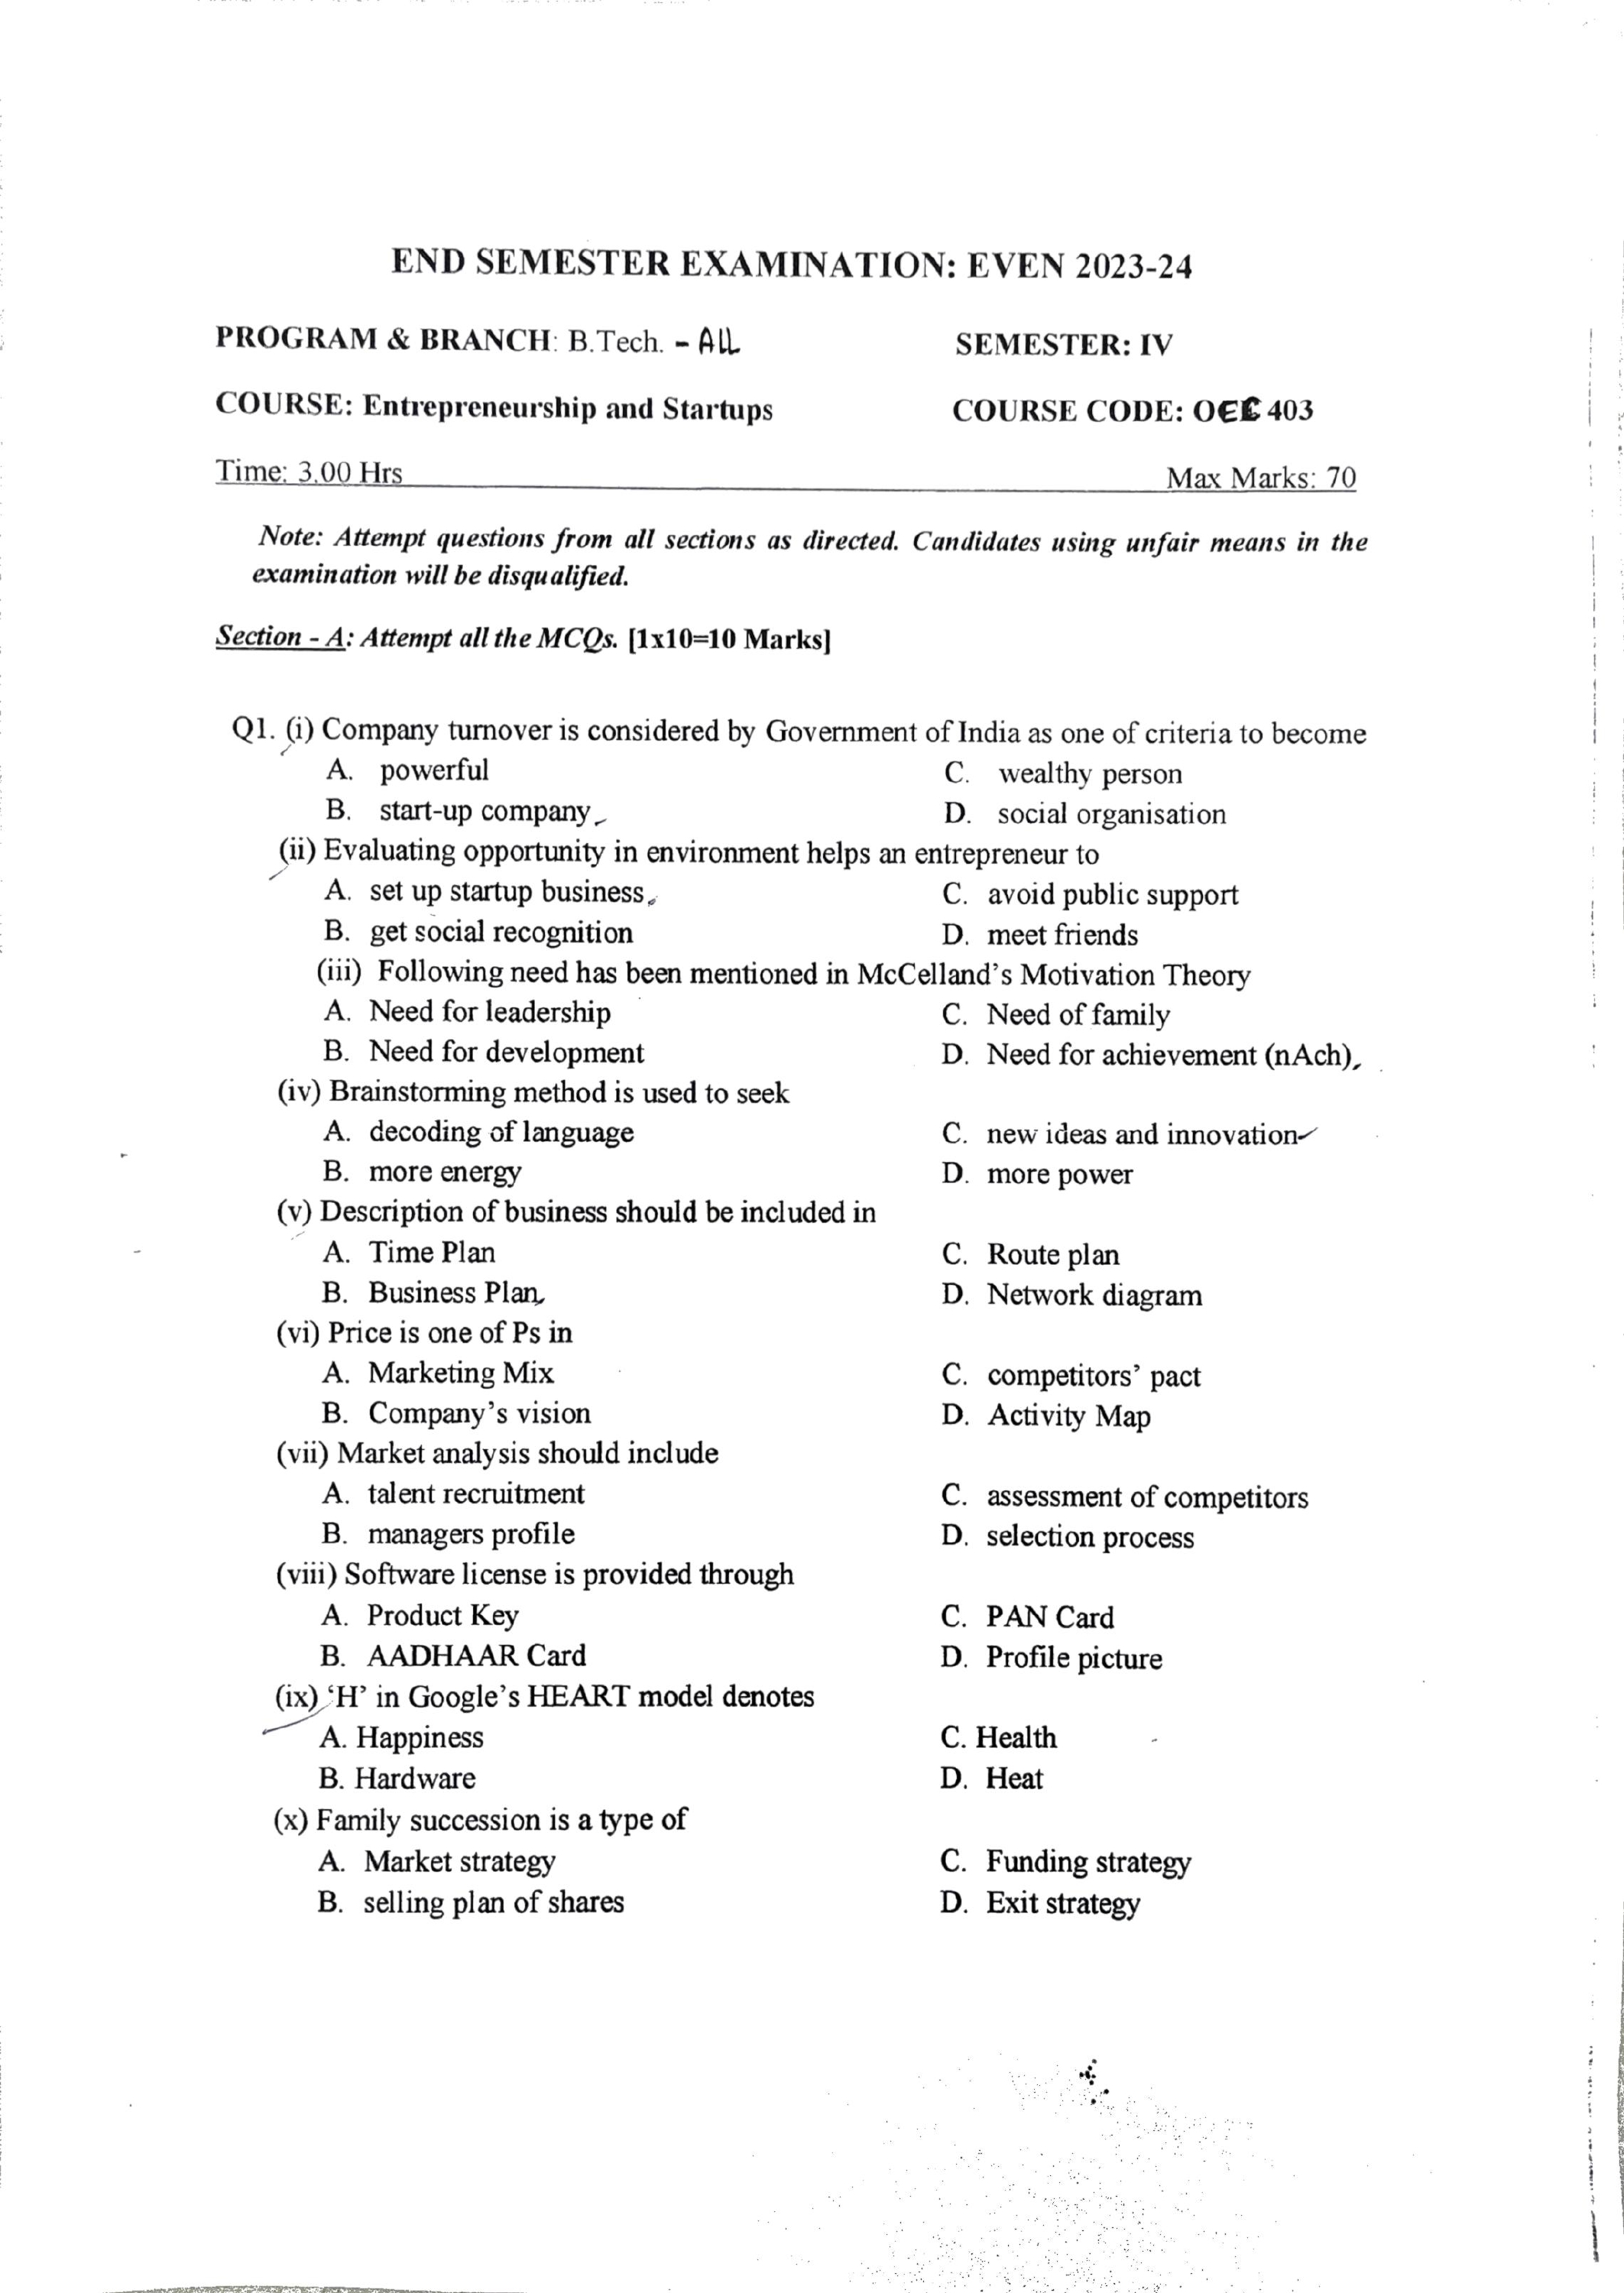 END SEMESTER EXAMINATION: EVEN 2023-24
PROGRAM & BRANCH: B.Tech. - ALL SEMESTER: IV
COURSE: Entrepreneurship and Startups COURSE CODE: OEC 403
Time: 3.00 Hrs Max Marks: 70
Note: Attempt questions from all sections as directed. Candidates using unfair means in the
examination will be disqualified.
Section - A: Attempt all the MCQs. [1x10=10 Marks]
Q1. (i) Company turnover is considered by Government of India as one of criteria to become
A. powerful C. wealthy person
B. start-up company D. social organisation
(ii) Evaluating opportunity in environment helps an entrepreneur to
A. set up startup business C. avoid public support
B. get social recognition D. meet friends
(iii) Following need has been mentioned in McCelland's Motivation Theory
A. Need for leadership C. Need of family
B. Need for development D. Need for achievement (nAch)
(iv) Brainstorming method is used to seek
A. decoding of language C. new ideas and innovation
B. more energy D. more power
(v) Description of business should be included in
A. Time Plan C. Route plan
B. Business Plan D. Network diagram
(vi) Price is one of Ps in
A. Marketing Mix C. competitors' pact
B. Company's vision D. Activity Map
(vii) Market analysis should include
A. talent recruitment C. assessment of competitors
B. managers profile D. selection process
(viii) Software license is provided through
A. Product Key C. PAN Card
B. AADHAAR Card D. Profile picture
(ix) 'H' in Google's HEART model denotes
A. Happiness C. Health
B. Hardware D. Heat
(x) Family succession is a type of
A. Market strategy C. Funding strategy
B. selling plan of shares D. Exit strategy